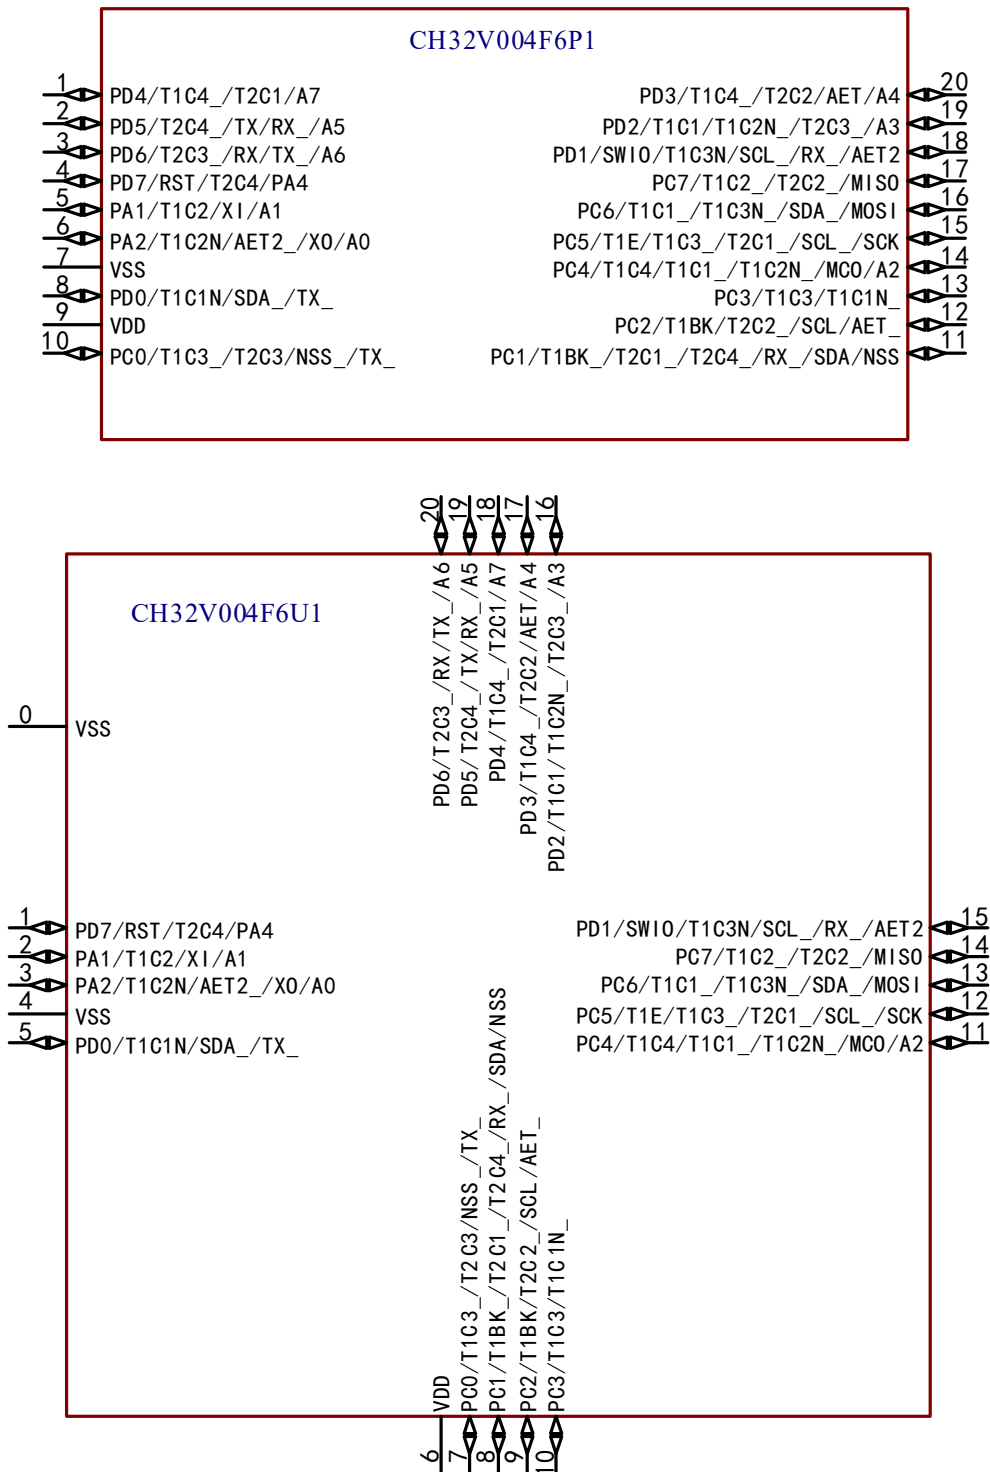 CH32V004F6P1
1 PD4/T1C4_/T2C1/A7
2 PD5/T2C4_/TX/RX_/A5
3 PD6/T2C3_/RX/TX_/A6
4 PD7/RST/T2C4/PA4
5 PA1/T1C2/XI/A1
6 PA2/T1C2N/AET2_/XO/A0
7 VSS
8 PD0/T1C1N/SDA_/TX_
9 VDD
10 PC0/T1C3_/T2C3/NSS_/TX_
PD3/T1C4_/T2C2/AET/A4 20
PD2/T1C1/T1C2N_/T2C3_/A3 19
PD1/SWIO/T1C3N/SCL_/RX_/AET2 18
PC7/T1C2_/T2C2_/MISO 17
PC6/T1C1_/T1C3N_/SDA_/MOSI 16
PC5/T1E/T1C3_/T2C1_/SCL_/SCK 15
PC4/T1C4/T1C1_/T1C2N_/MCO/A2 14
PC3/T1C3/T1C1N_ 13
PC2/T1BK/T2C2_/SCL/AET_ 12
PC1/T1BK_/T2C1_/T2C4_/RX_/SDA/NSS 11
CH32V004F6U1
20 PD6/T2C3_/RX/TX_/A6
19 PD5/T2C4_/TX/RX_/A5
18 PD4/T1C4_/T2C1/A7
17 PD3/T1C4_/T2C2/AET/A4
16 PD2/T1C1/T1C2N_/T2C3_/A3
0 VSS
1 PD7/RST/T2C4/PA4
2 PA1/T1C2/XI/A1
3 PA2/T1C2N/AET2_/XO/A0
4 VSS
5 PD0/T1C1N/SDA_/TX_
PD1/SWIO/T1C3N/SCL_/RX_/AET2 15
PC7/T1C2_/T2C2_/MISO 14
PC6/T1C1_/T1C3N_/SDA_/MOSI 13
PC5/T1E/T1C3_/T2C1_/SCL_/SCK 12
PC4/T1C4/T1C1_/T1C2N_/MCO/A2 11
6 VDD
7 PC0/T1C3_/T2C3/NSS_/TX_
8 PC1/T1BK_/T2C1_/T2C4_/RX_/SDA/NSS
9 PC2/T1BK/T2C2_/SCL/AET_
10 PC3/T1C3/T1C1N_